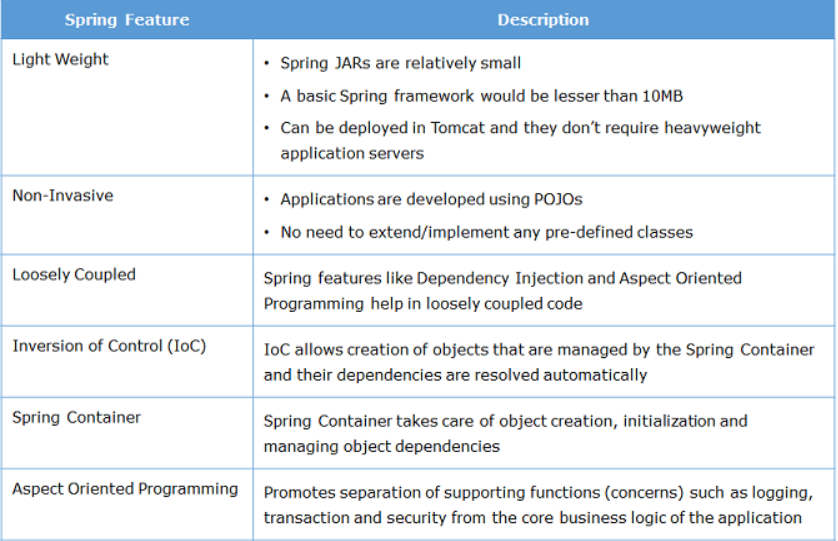 Spring Feature
Description
Light Weight
• Spring JARs are relatively small
• A basic Spring framework would be lesser than 10MB
• Can be deployed in Tomcat and they don’t require heavyweight
application servers
Non-Invasive
• Applications are developed using POJOs
• No need to extend/implement any pre-defined classes
Loosely Coupled
Spring features like Dependency Injection and Aspect Oriented
Programming help in loosely coupled code
Inversion of Control (IoC)
IoC allows creation of objects that are managed by the Spring Container
and their dependencies are resolved automatically
Spring Container
Spring Container takes care of object creation, initialization and
managing object dependencies
Aspect Oriented Programming
Promotes separation of supporting functions (concerns) such as logging,
transaction and security from the core business logic of the application